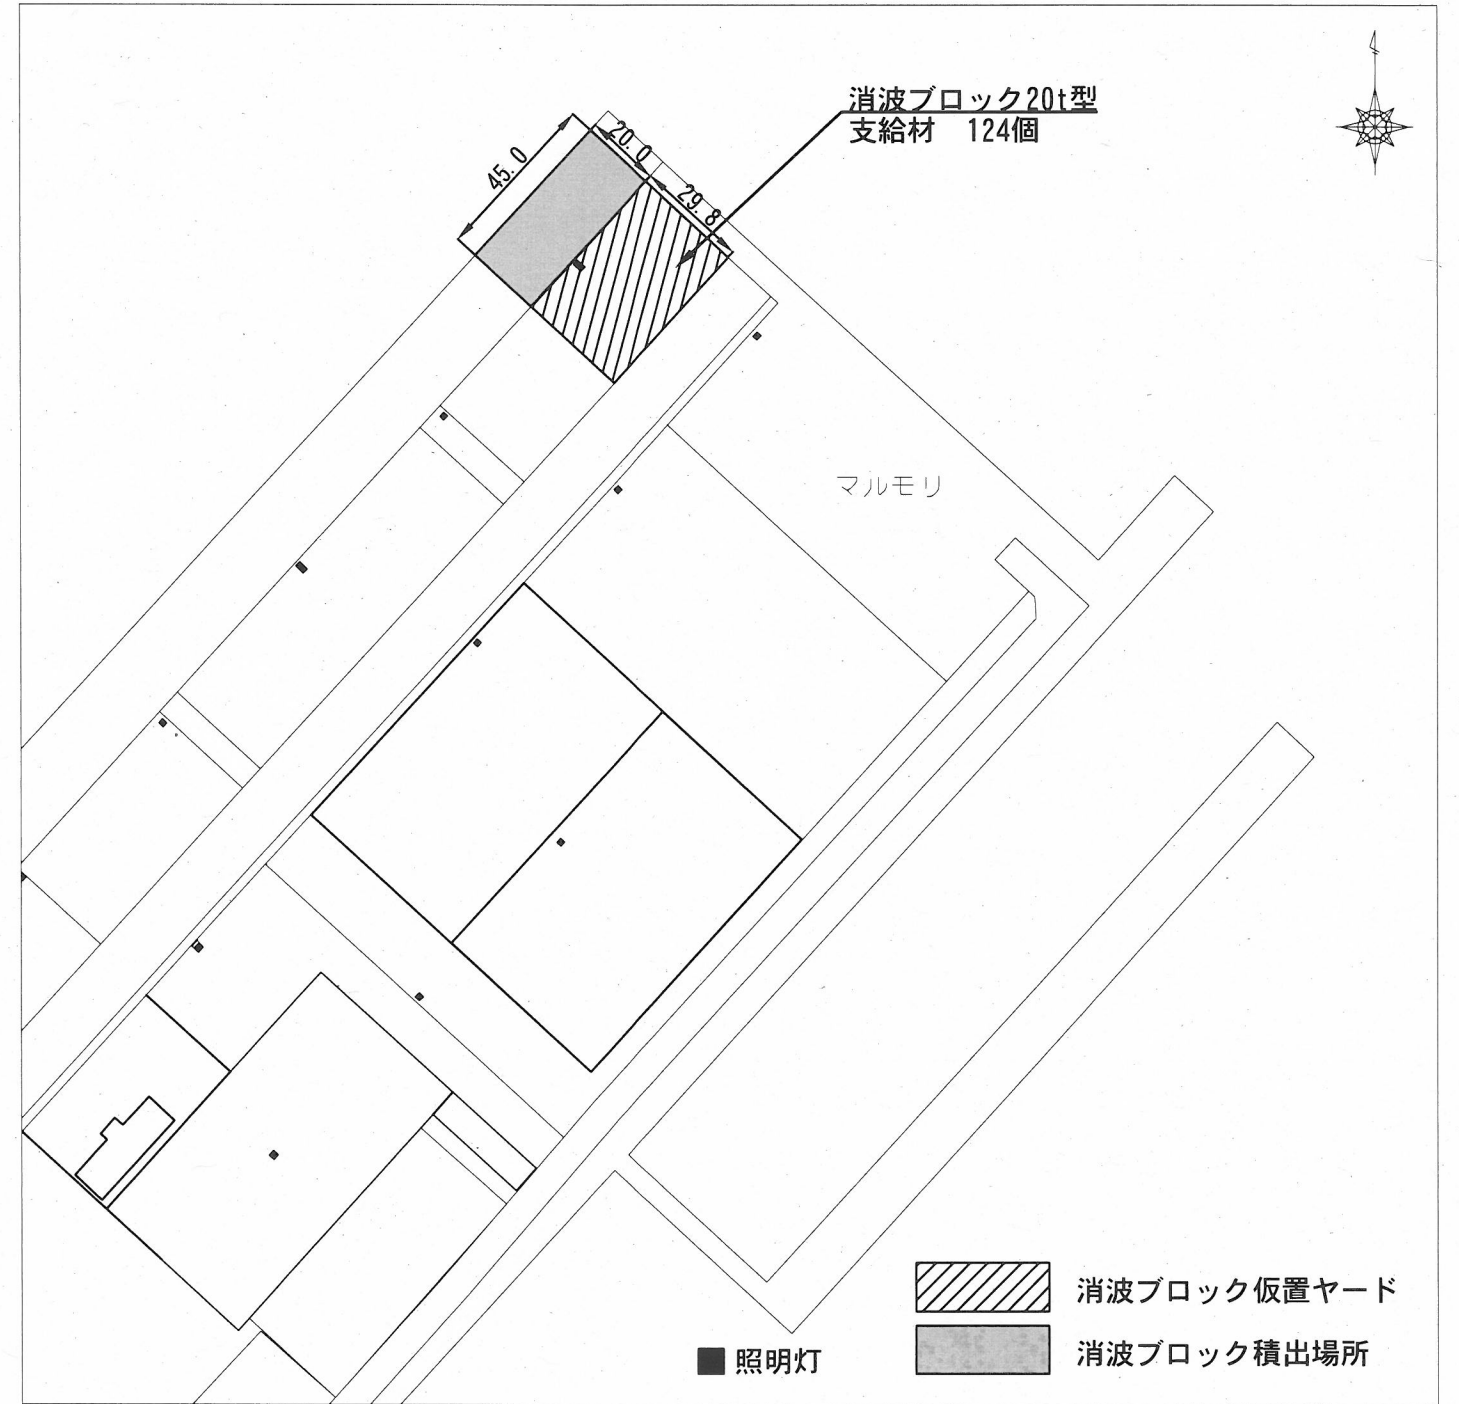 消波ブロック20t型
支給材 124個
20.0
45.0
29.8
マルモリ
消波ブロック仮置ヤード
消波ブロック積出場所
照明灯